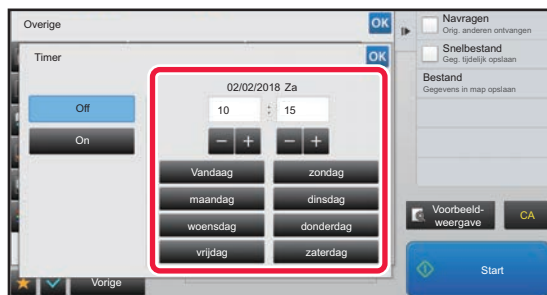 Overige
OK
Timer
OK
Off
On
02/02/2018 Za
10 : 15
Vandaag
zondag
maandag
dinsdag
woensdag
donderdag
vrijdag
zaterdag
Vorige
Navragen
Orig. anderen ontvangen
Snelbestand
Geg. tijdelijk opslaan
Bestand
Gegevens in map opslaan
Voorbeeld-
weergave
CA
Start